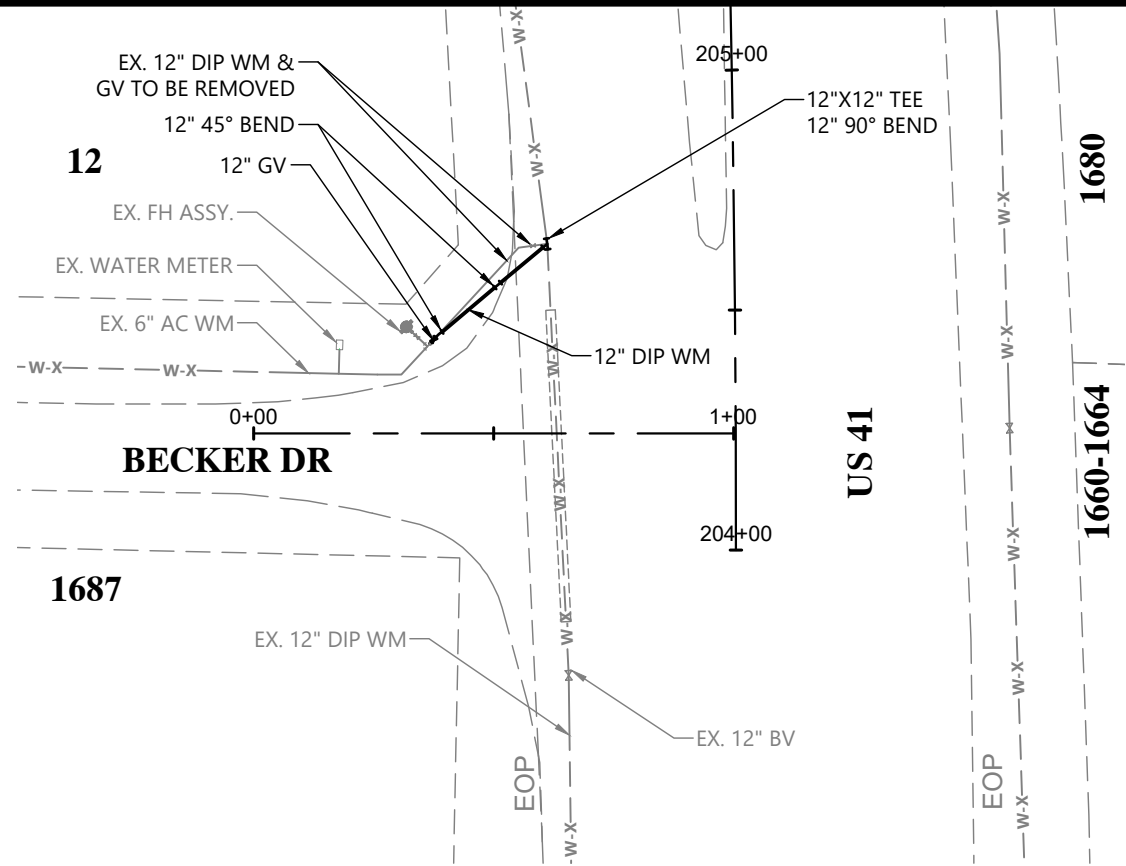 W-X
EX. 12" DIP WM &
GV TO BE REMOVED
205+00
12"X12" TEE
12" 90° BEND
12" 45° BEND
12
12" GV
W-X
1680
EX. FH ASSY.
W-X
EX. WATER METER
EX. 6" AC WM
W-X
W-X
W-X
W-X
12" DIP WM
0+00
1+00
BECKER DR
US 41
1660-1664
W-X
204+00
W-X
1687
W-X
EX. 12" DIP WM
W-X
EX. 12" BV
EOP
EOP
W-X
W-X